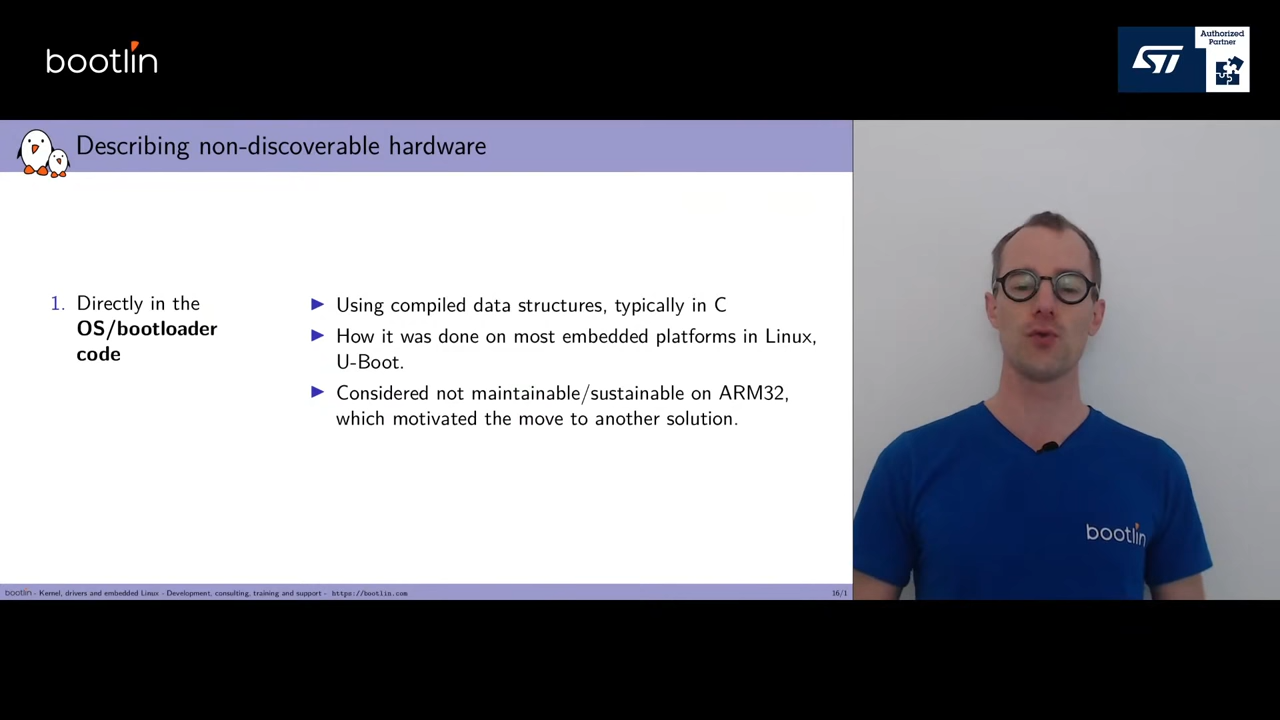 bootlin
Authorized
Partner
Describing non-discoverable hardware
1. Directly in the
OS/bootloader
code
▶ Using compiled data structures, typically in C
▶ How it was done on most embedded platforms in Linux,
U-Boot.
▶ Considered not maintainable/sustainable on ARM32,
which motivated the move to another solution.
bootlin
bootlin - Kernel, drivers and embedded Linux - Development, consulting, training and support - https://bootlin.com
16/1